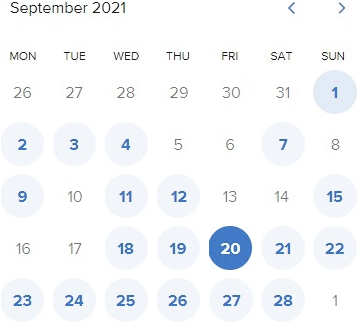 September 2021
MON TUE WED THU FRI SAT SUN
26 27 28 29 30 31 1
2 3 4 5 6 7 8
9 10 11 12 13 14 15
16 17 18 19 20 21 22
23 24 25 26 27 28 1